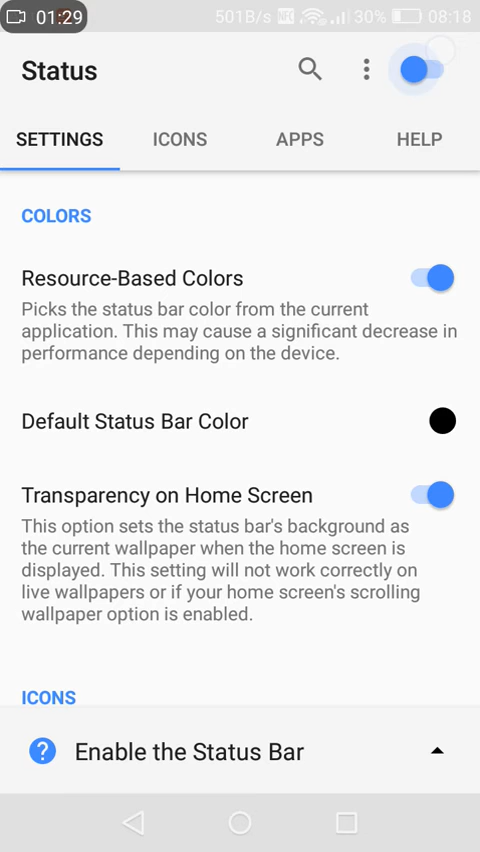 01:29
501B/s NFC 30% 08:18
Status
SETTINGS ICONS APPS HELP
COLORS
Resource-Based Colors
Picks the status bar color from the current
application. This may cause a significant decrease in
performance depending on the device.
Default Status Bar Color
Transparency on Home Screen
This option sets the status bar's background as
the current wallpaper when the home screen is
displayed. This setting will not work correctly on
live wallpapers or if your home screen's scrolling
wallpaper option is enabled.
ICONS
? Enable the Status Bar